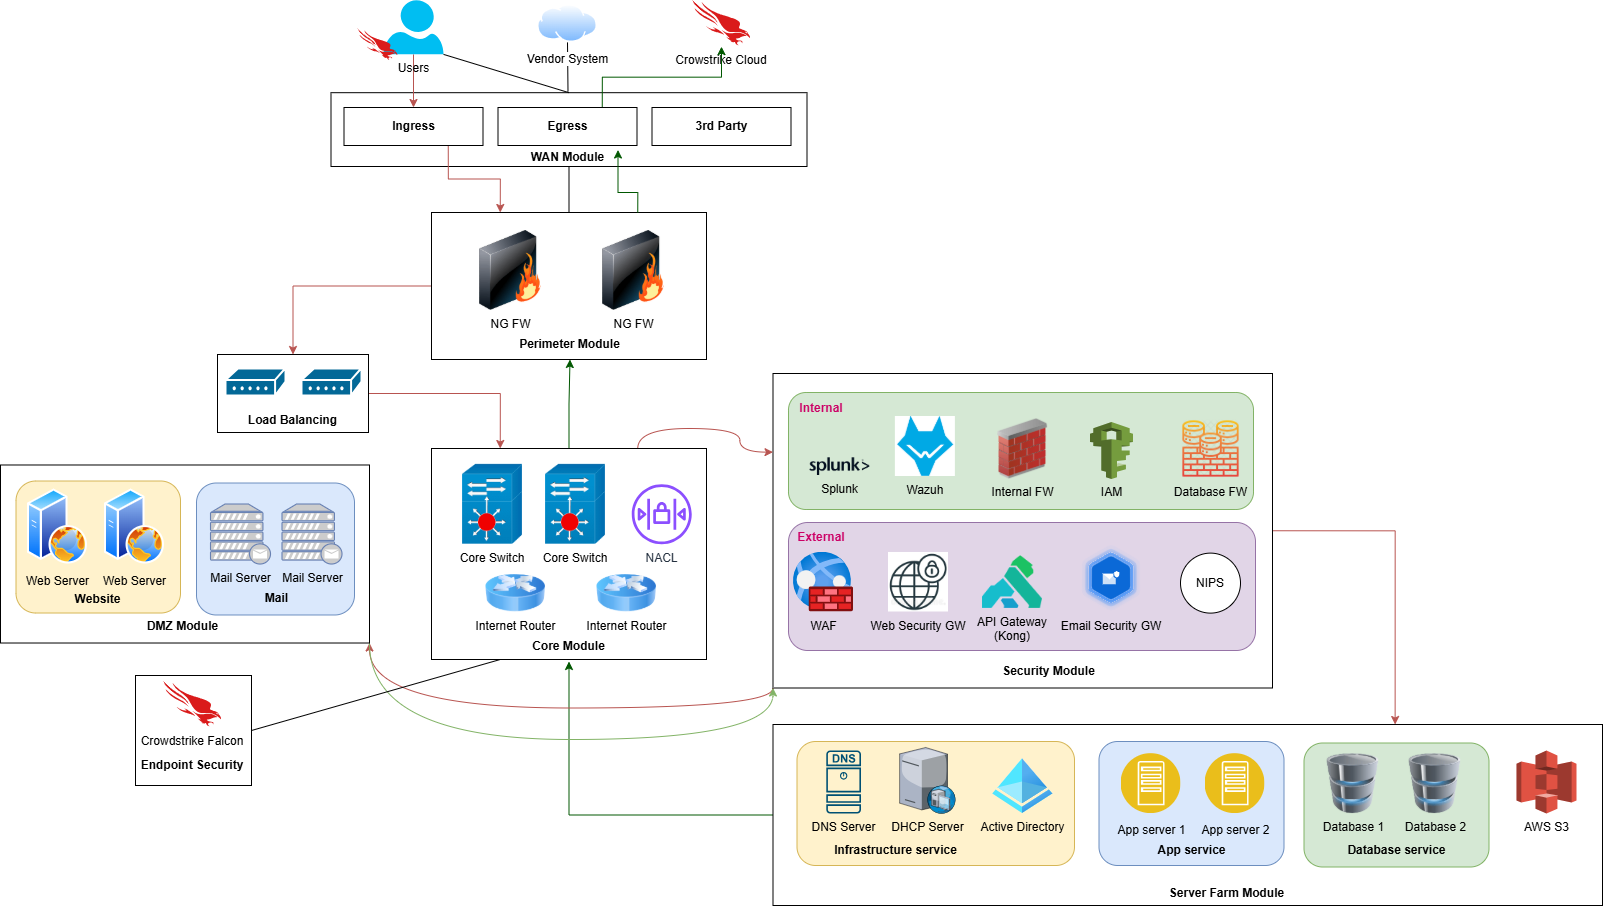 Users
Vendor System
Crowstrike Cloud
Ingress
Egress
3rd Party
WAN Module
NG FW
NG FW
Perimeter Module
Load Balancing
Core Switch
Core Switch
NACL
Internet Router
Internet Router
Core Module
Internal
splunk>
Splunk
Wazuh
Internal FW
IAM
Database FW
External
WAF
Web Security GW
API Gateway
(Kong)
Email Security GW
NIPS
Security Module
Web Server
Web Server
Website
Mail Server
Mail Server
Mail
DMZ Module
Crowdstrike Falcon
Endpoint Security
DNS
DNS Server
DHCP Server
Active Directory
Infrastructure service
App server 1
App server 2
App service
Database 1
Database 2
Database service
AWS S3
Server Farm Module